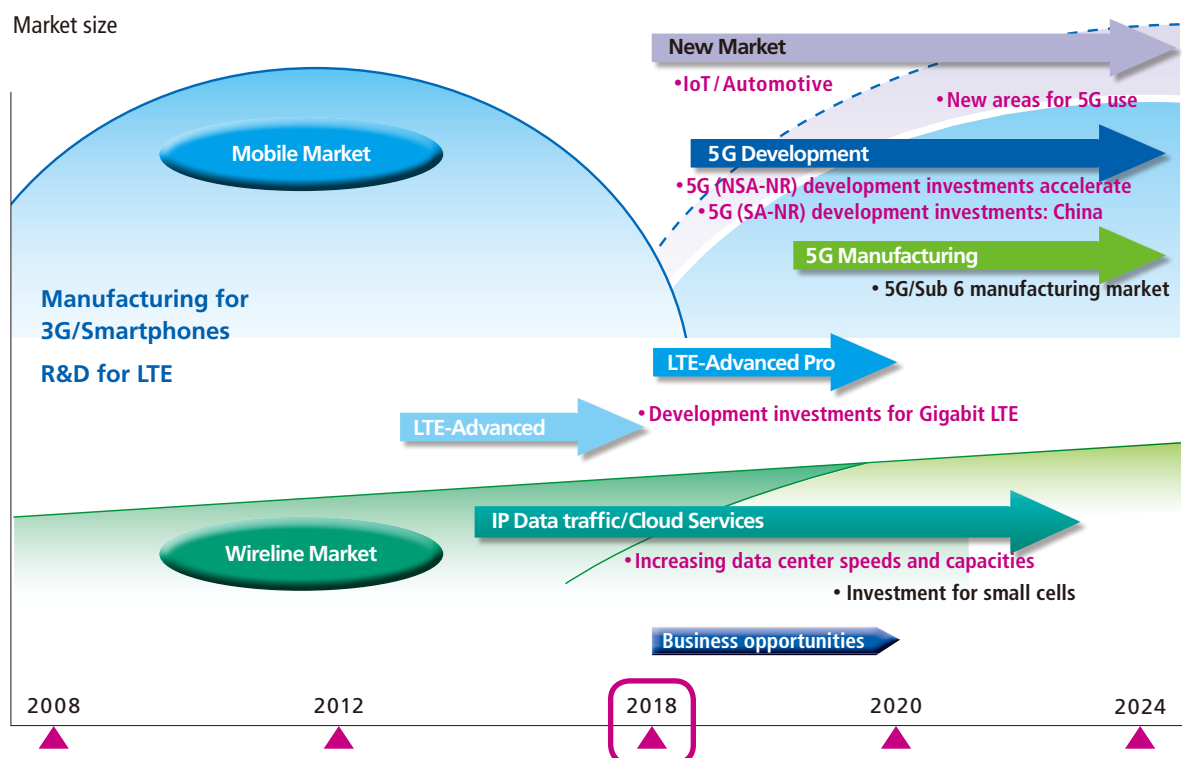 Market size
New Market
•IoT / Automotive
•New areas for 5G use
Mobile Market
5G Development
•5G (NSA-NR) development investments accelerate
•5G (SA-NR) development investments: China
5G Manufacturing
• 5G/Sub 6 manufacturing market
Manufacturing for
3G/Smartphones
R&D for LTE
LTE-Advanced Pro
• Development investments for Gigabit LTE
LTE-Advanced
IP Data traffic/Cloud Services
Wireline Market
•Increasing data center speeds and capacities
• Investment for small cells
Business opportunities
2008
2012
2018
2020
2024